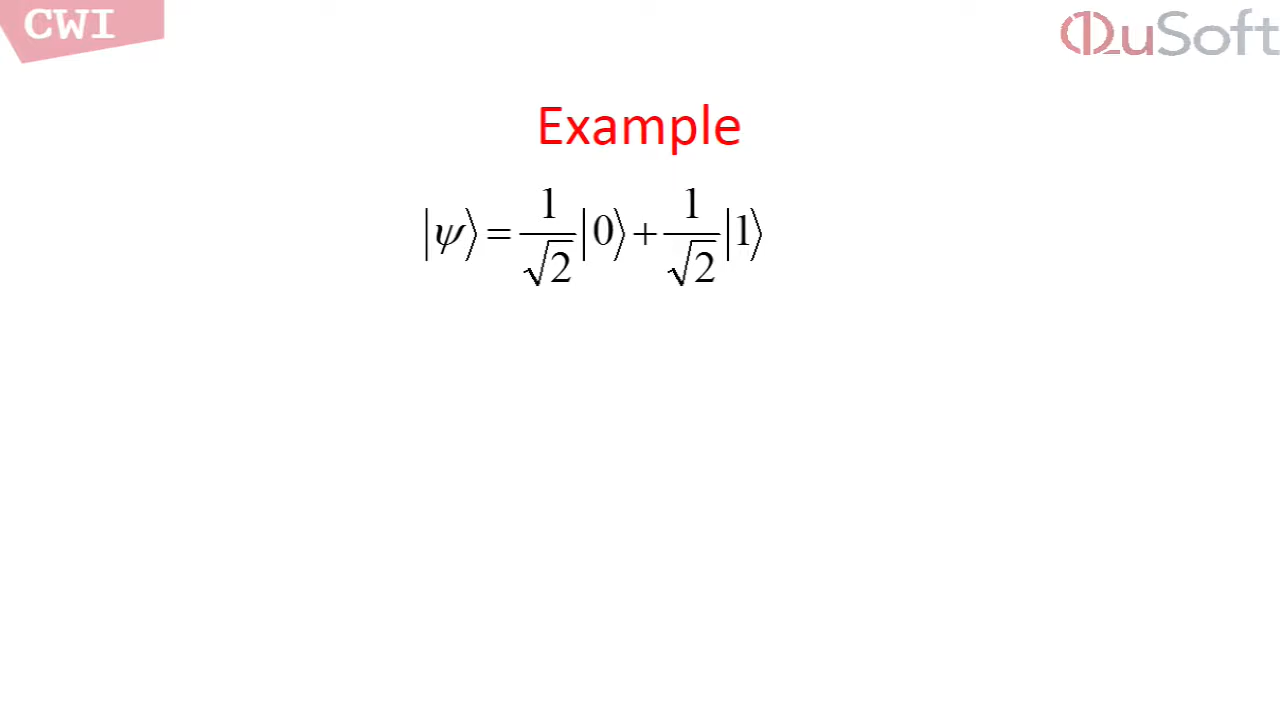 CWI
QuSoft
Example
|ψ⟩ = 1/√2 |0⟩ + 1/√2 |1⟩